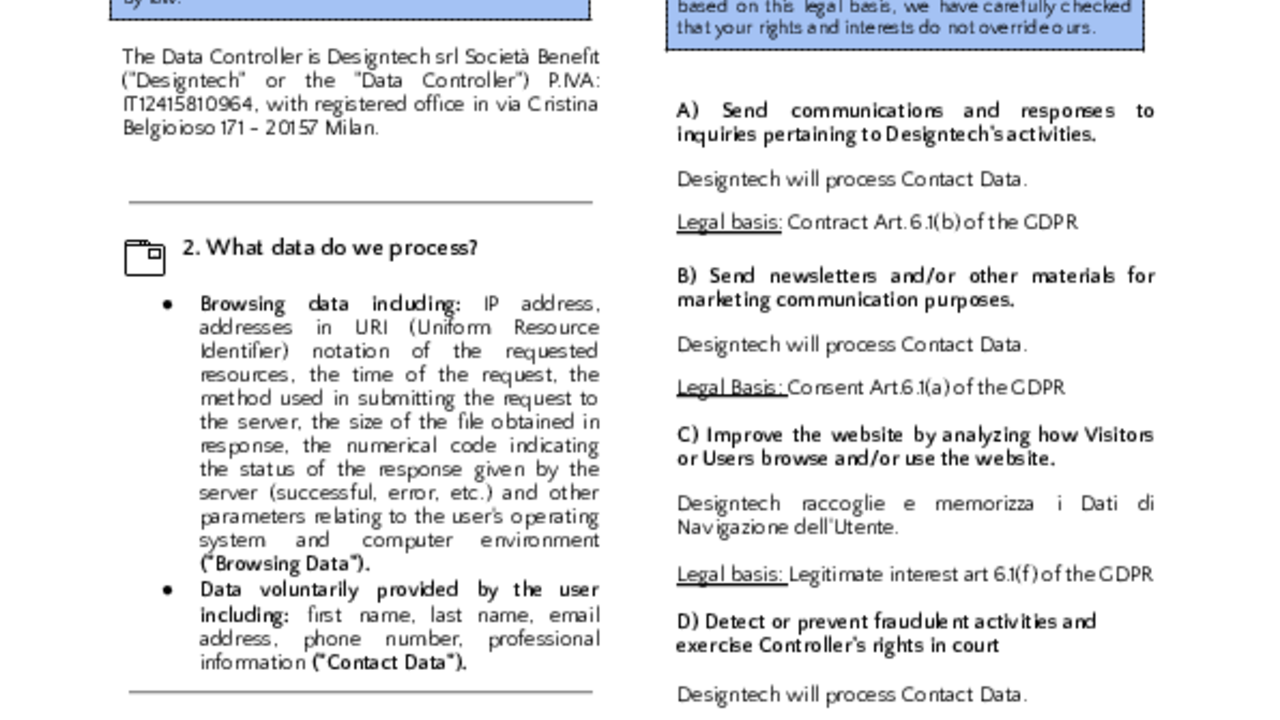 by law.
The Data Controller is Designtech srl Società Benefit
("Designtech" or the "Data Controller") P.IVA:
IT12415810964, with registered office in via Cristina
Belgioioso 171 – 20157 Milan.
2. What data do we process?
● Browsing data including: IP address,
addresses in URI (Uniform Resource
Identifier) notation of the requested
resources, the time of the request, the
method used in submitting the request to
the server, the size of the file obtained in
response, the numerical code indicating
the status of the response given by the
server (successful, error, etc.) and other
parameters relating to the user's operating
system and computer environment
("Browsing Data").
● Data voluntarily provided by the user
including: first name, last name, email
address, phone number, professional
information ("Contact Data").
based on this legal basis, we have carefully checked
that your rights and interests do not override ours.
A) Send communications and responses to
inquiries pertaining to Designtech's activities.
Designtech will process Contact Data.
Legal basis: Contract Art.6.1(b) of the GDPR
B) Send newsletters and/or other materials for
marketing communication purposes.
Designtech will process Contact Data.
Legal Basis: Consent Art.6.1(a) of the GDPR
C) Improve the website by analyzing how Visitors
or Users browse and/or use the website.
Designtech raccoglie e memorizza i Dati di
Navigazione dell'Utente.
Legal basis: Legitimate interest art 6.1(f) of the GDPR
D) Detect or prevent fraudulent activities and
exercise Controller's rights in court
Designtech will process Contact Data.